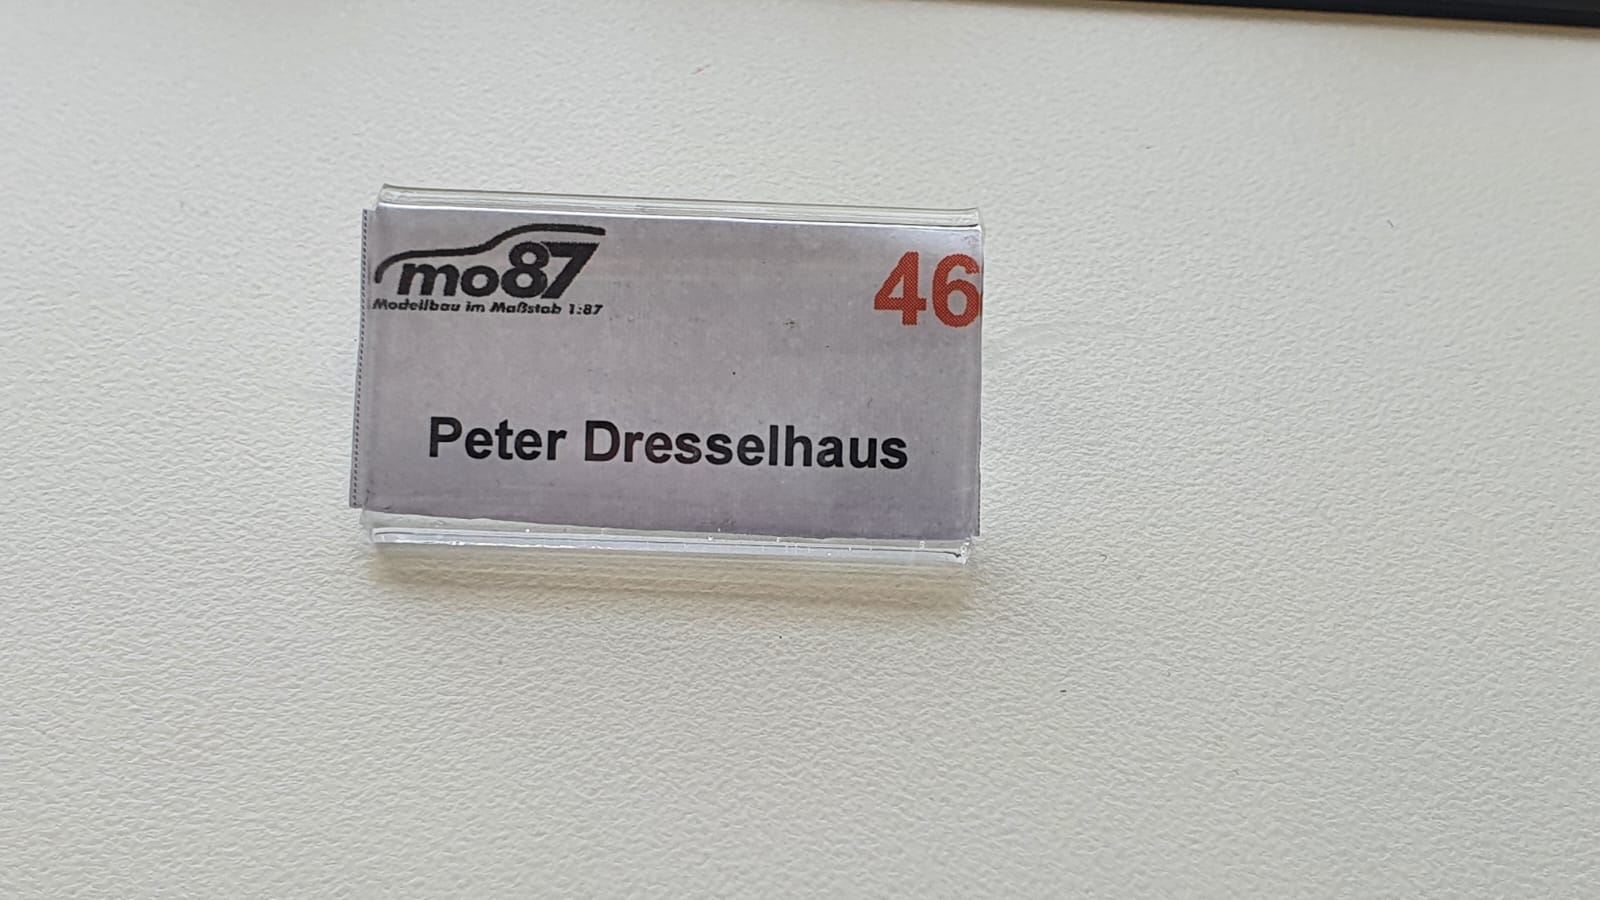 mo87
46
Modellbau im Maßstab 1:87
Peter Dresselhaus